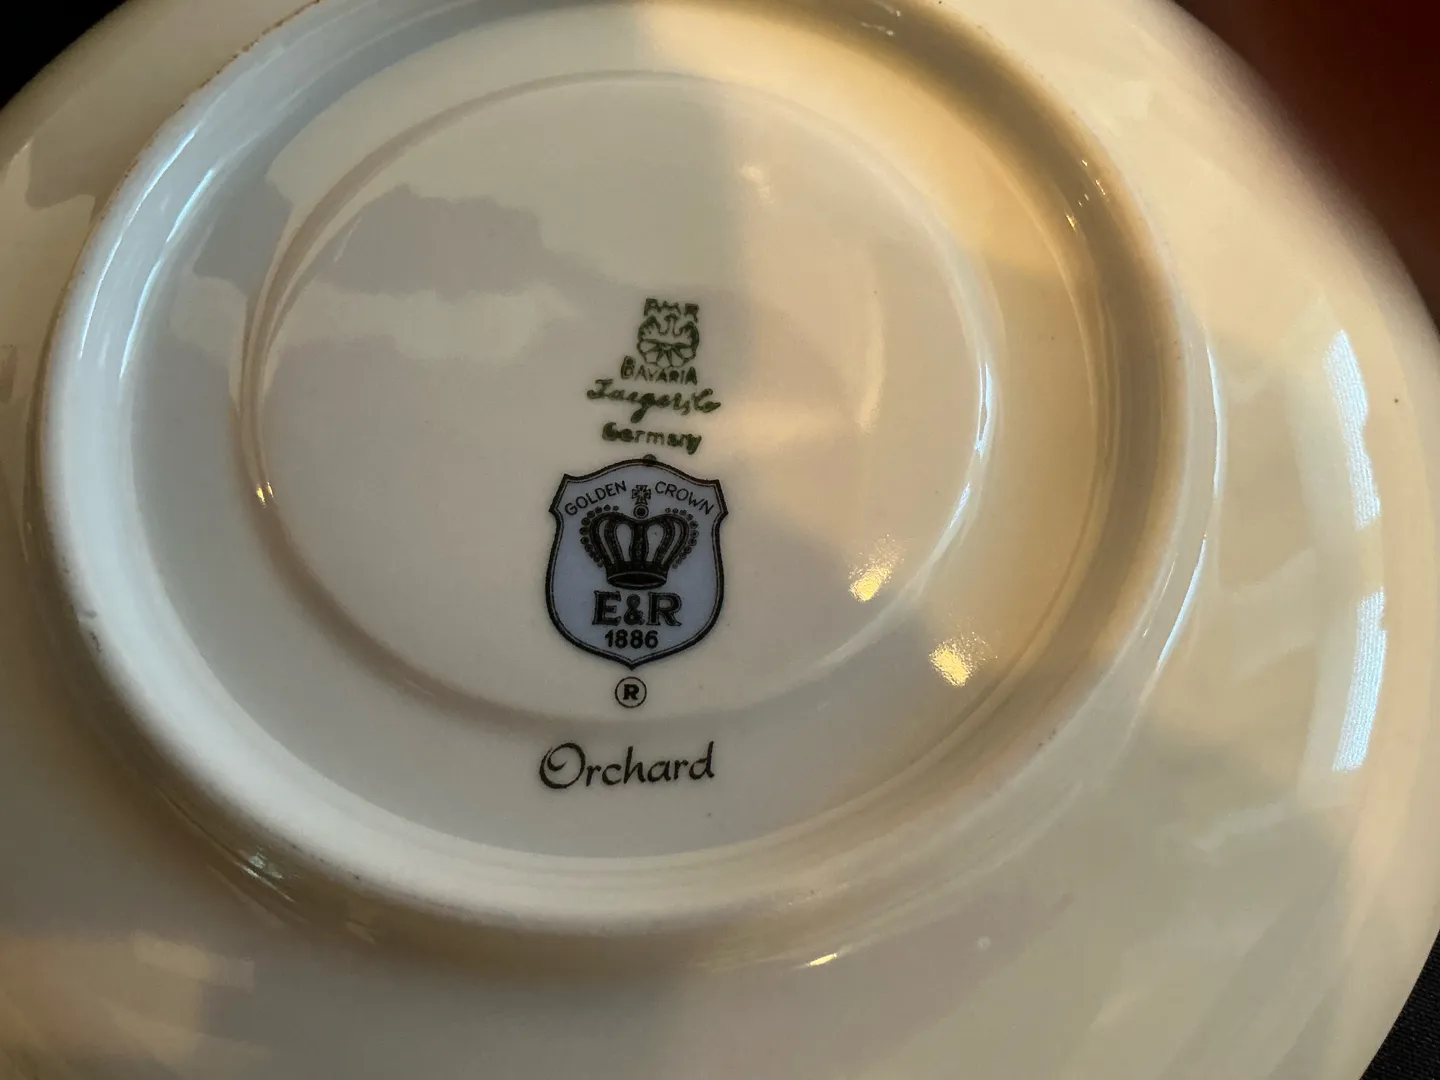 PMR
BAVARIA
Jaeger & Co
Germany
GOLDEN CROWN
E&R
1886
R
Orchard